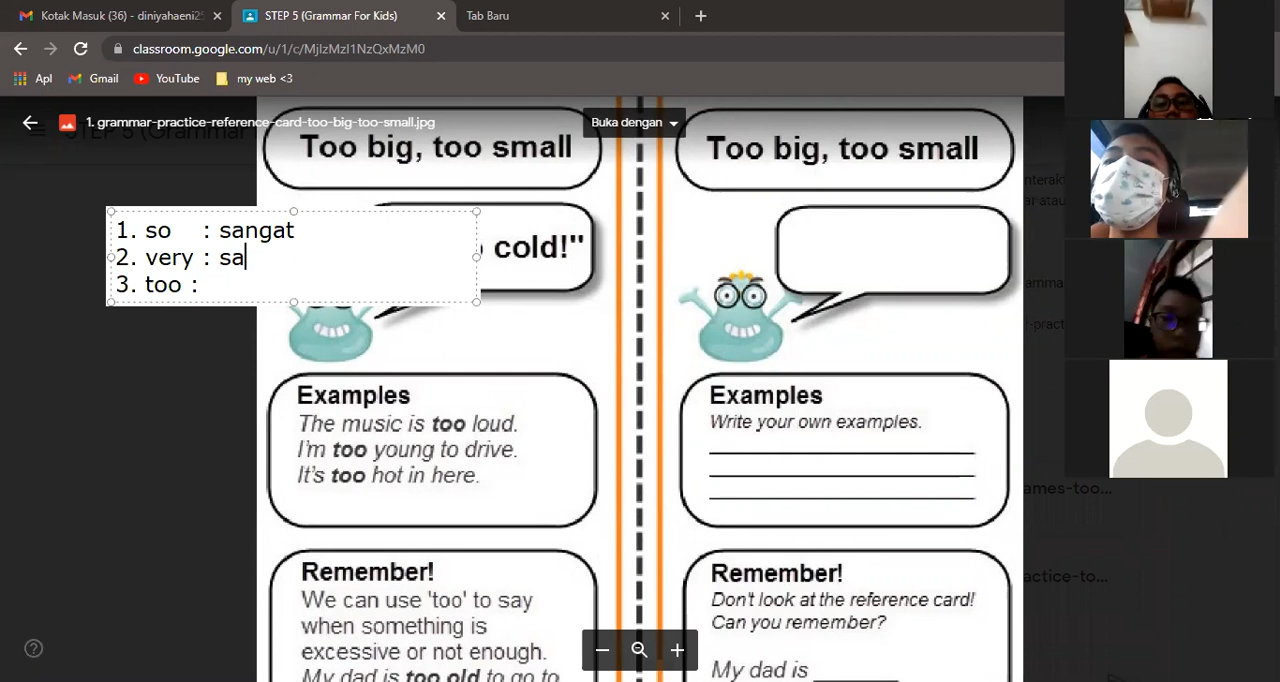 Kotak Masuk (36) - diniyahaeni2
STEP 5 (Grammar For Kids)
Tab Baru
classroom.google.com/u/1/c/MjIzMzI1NzQxMzM0
Apl
Gmail
YouTube
my web <3
1. grammar-practice-reference-card-too-big-too-small.jpg
Buka dengan
Too big, too small
Too big, too small
1. so : sangat
2. very : sa
3. too :
cold!"
Examples
The music is too loud.
I'm too young to drive.
It's too hot in here.
Examples
Write your own examples.
Remember!
We can use 'too' to say
when something is
excessive or not enough.
My dad is too old to go to
Remember!
Don't look at the reference card!
Can you remember?
My dad is